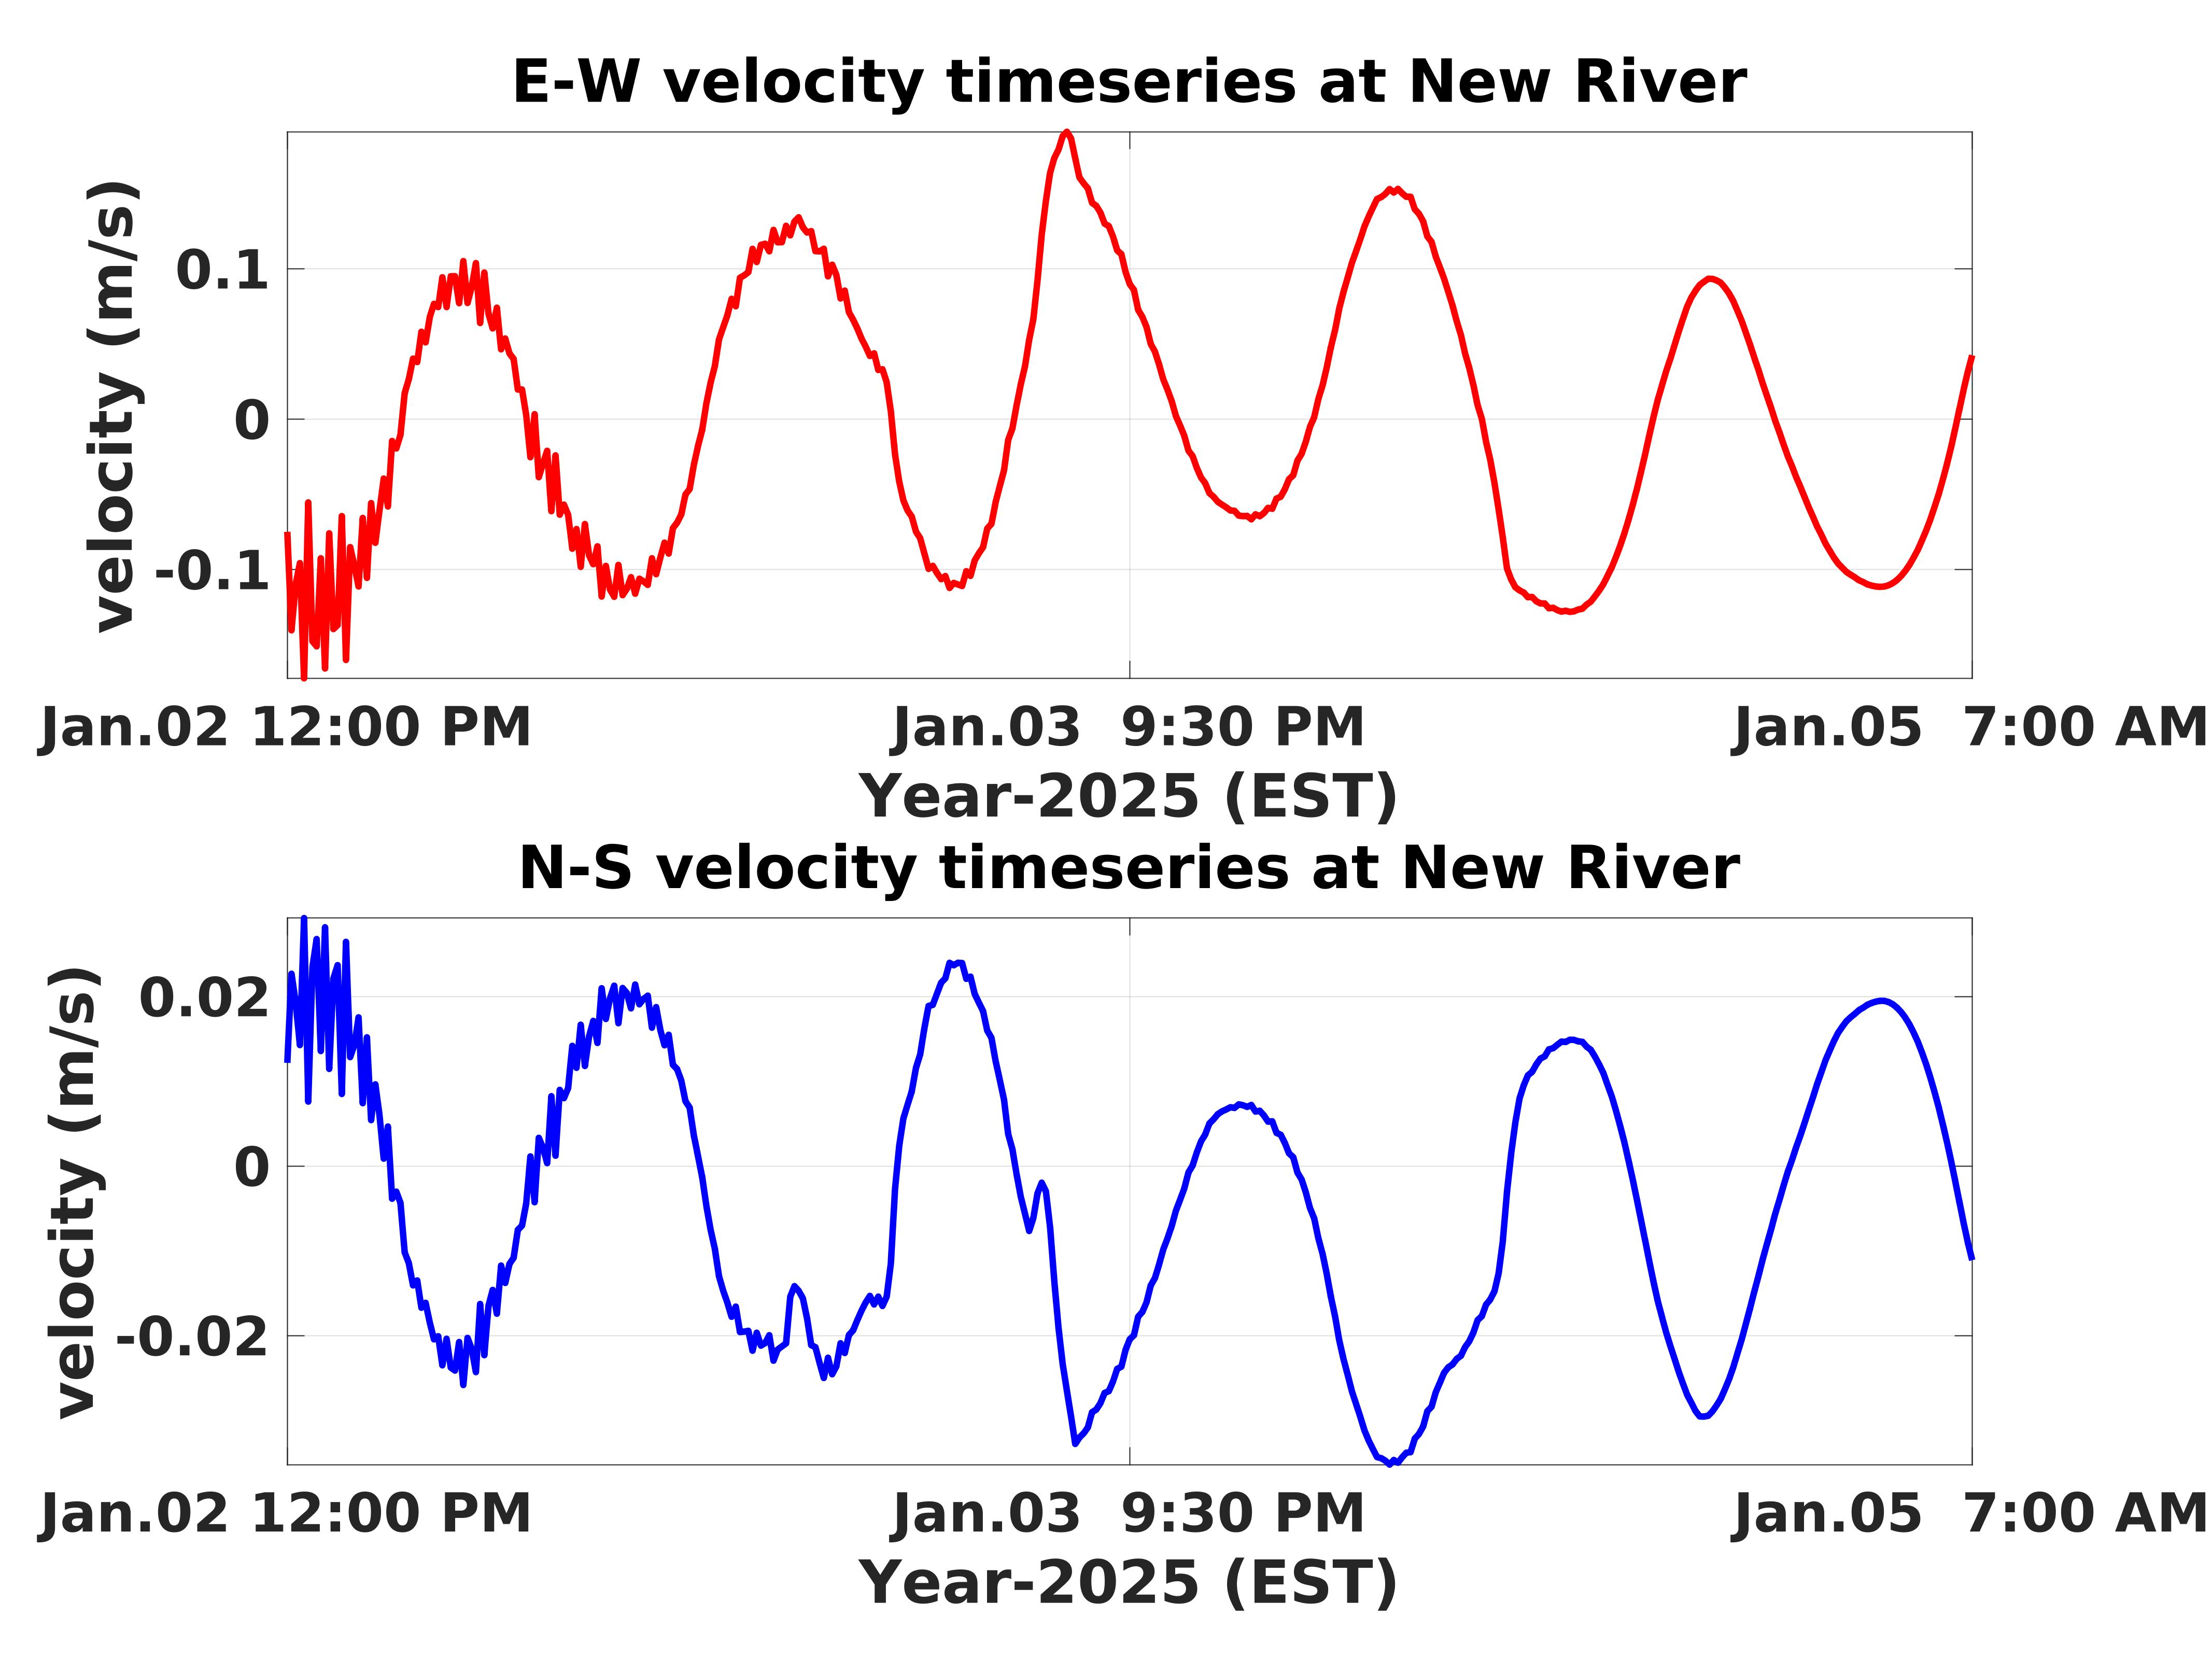 E-W velocity timeseries at New River
velocity (m/s)
0.1
0
-0.1
Jan.02 12:00 PM
Jan.03  9:30 PM
Jan.05  7:00 AM
Year-2025 (EST)
N-S velocity timeseries at New River
velocity (m/s)
0.02
0
-0.02
Jan.02 12:00 PM
Jan.03  9:30 PM
Jan.05  7:00 AM
Year-2025 (EST)